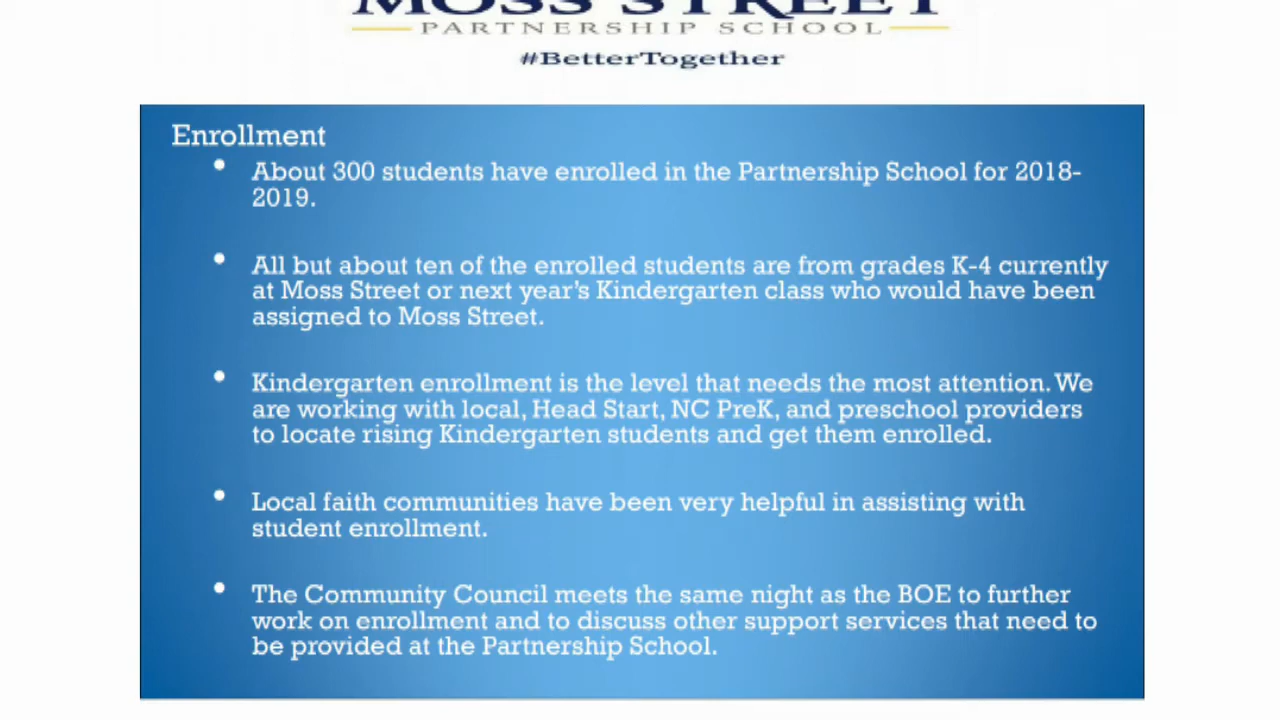 MOSS STREET
PARTNERSHIP SCHOOL
#BetterTogether
Enrollment
• About 300 students have enrolled in the Partnership School for 2018-
2019.
• All but about ten of the enrolled students are from grades K-4 currently
at Moss Street or next year’s Kindergarten class who would have been
assigned to Moss Street.
• Kindergarten enrollment is the level that needs the most attention. We
are working with local, Head Start, NC PreK, and preschool providers
to locate rising Kindergarten students and get them enrolled.
• Local faith communities have been very helpful in assisting with
student enrollment.
• The Community Council meets the same night as the BOE to further
work on enrollment and to discuss other support services that need to
be provided at the Partnership School.